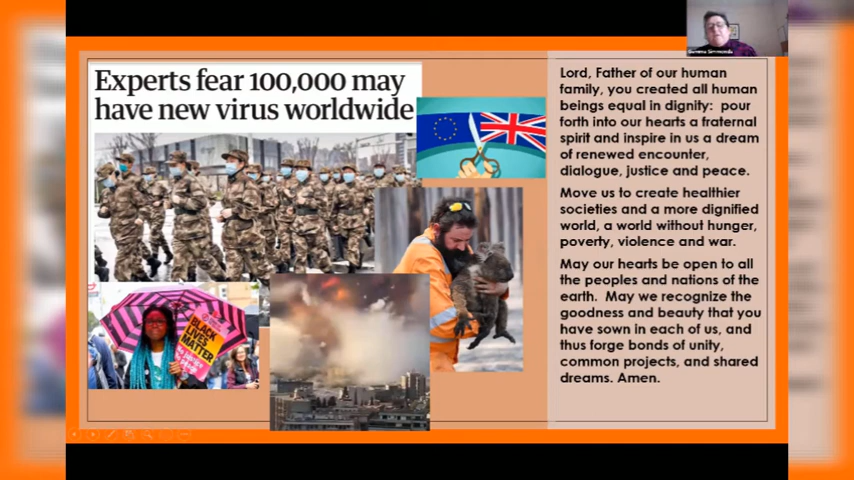 Experts fear 100,000 may
have new virus worldwide
BLACK
LIVES
MATTER
Lord, Father of our human
family, you created all human
beings equal in dignity: pour
forth into our hearts a fraternal
spirit and inspire in us a dream
of renewed encounter,
dialogue, justice and peace.
Move us to create healthier
societies and a more dignified
world, a world without hunger,
poverty, violence and war.
May our hearts be open to all
the peoples and nations of the
earth. May we recognize the
goodness and beauty that you
have sown in each of us, and
thus forge bonds of unity,
common projects, and shared
dreams. Amen.